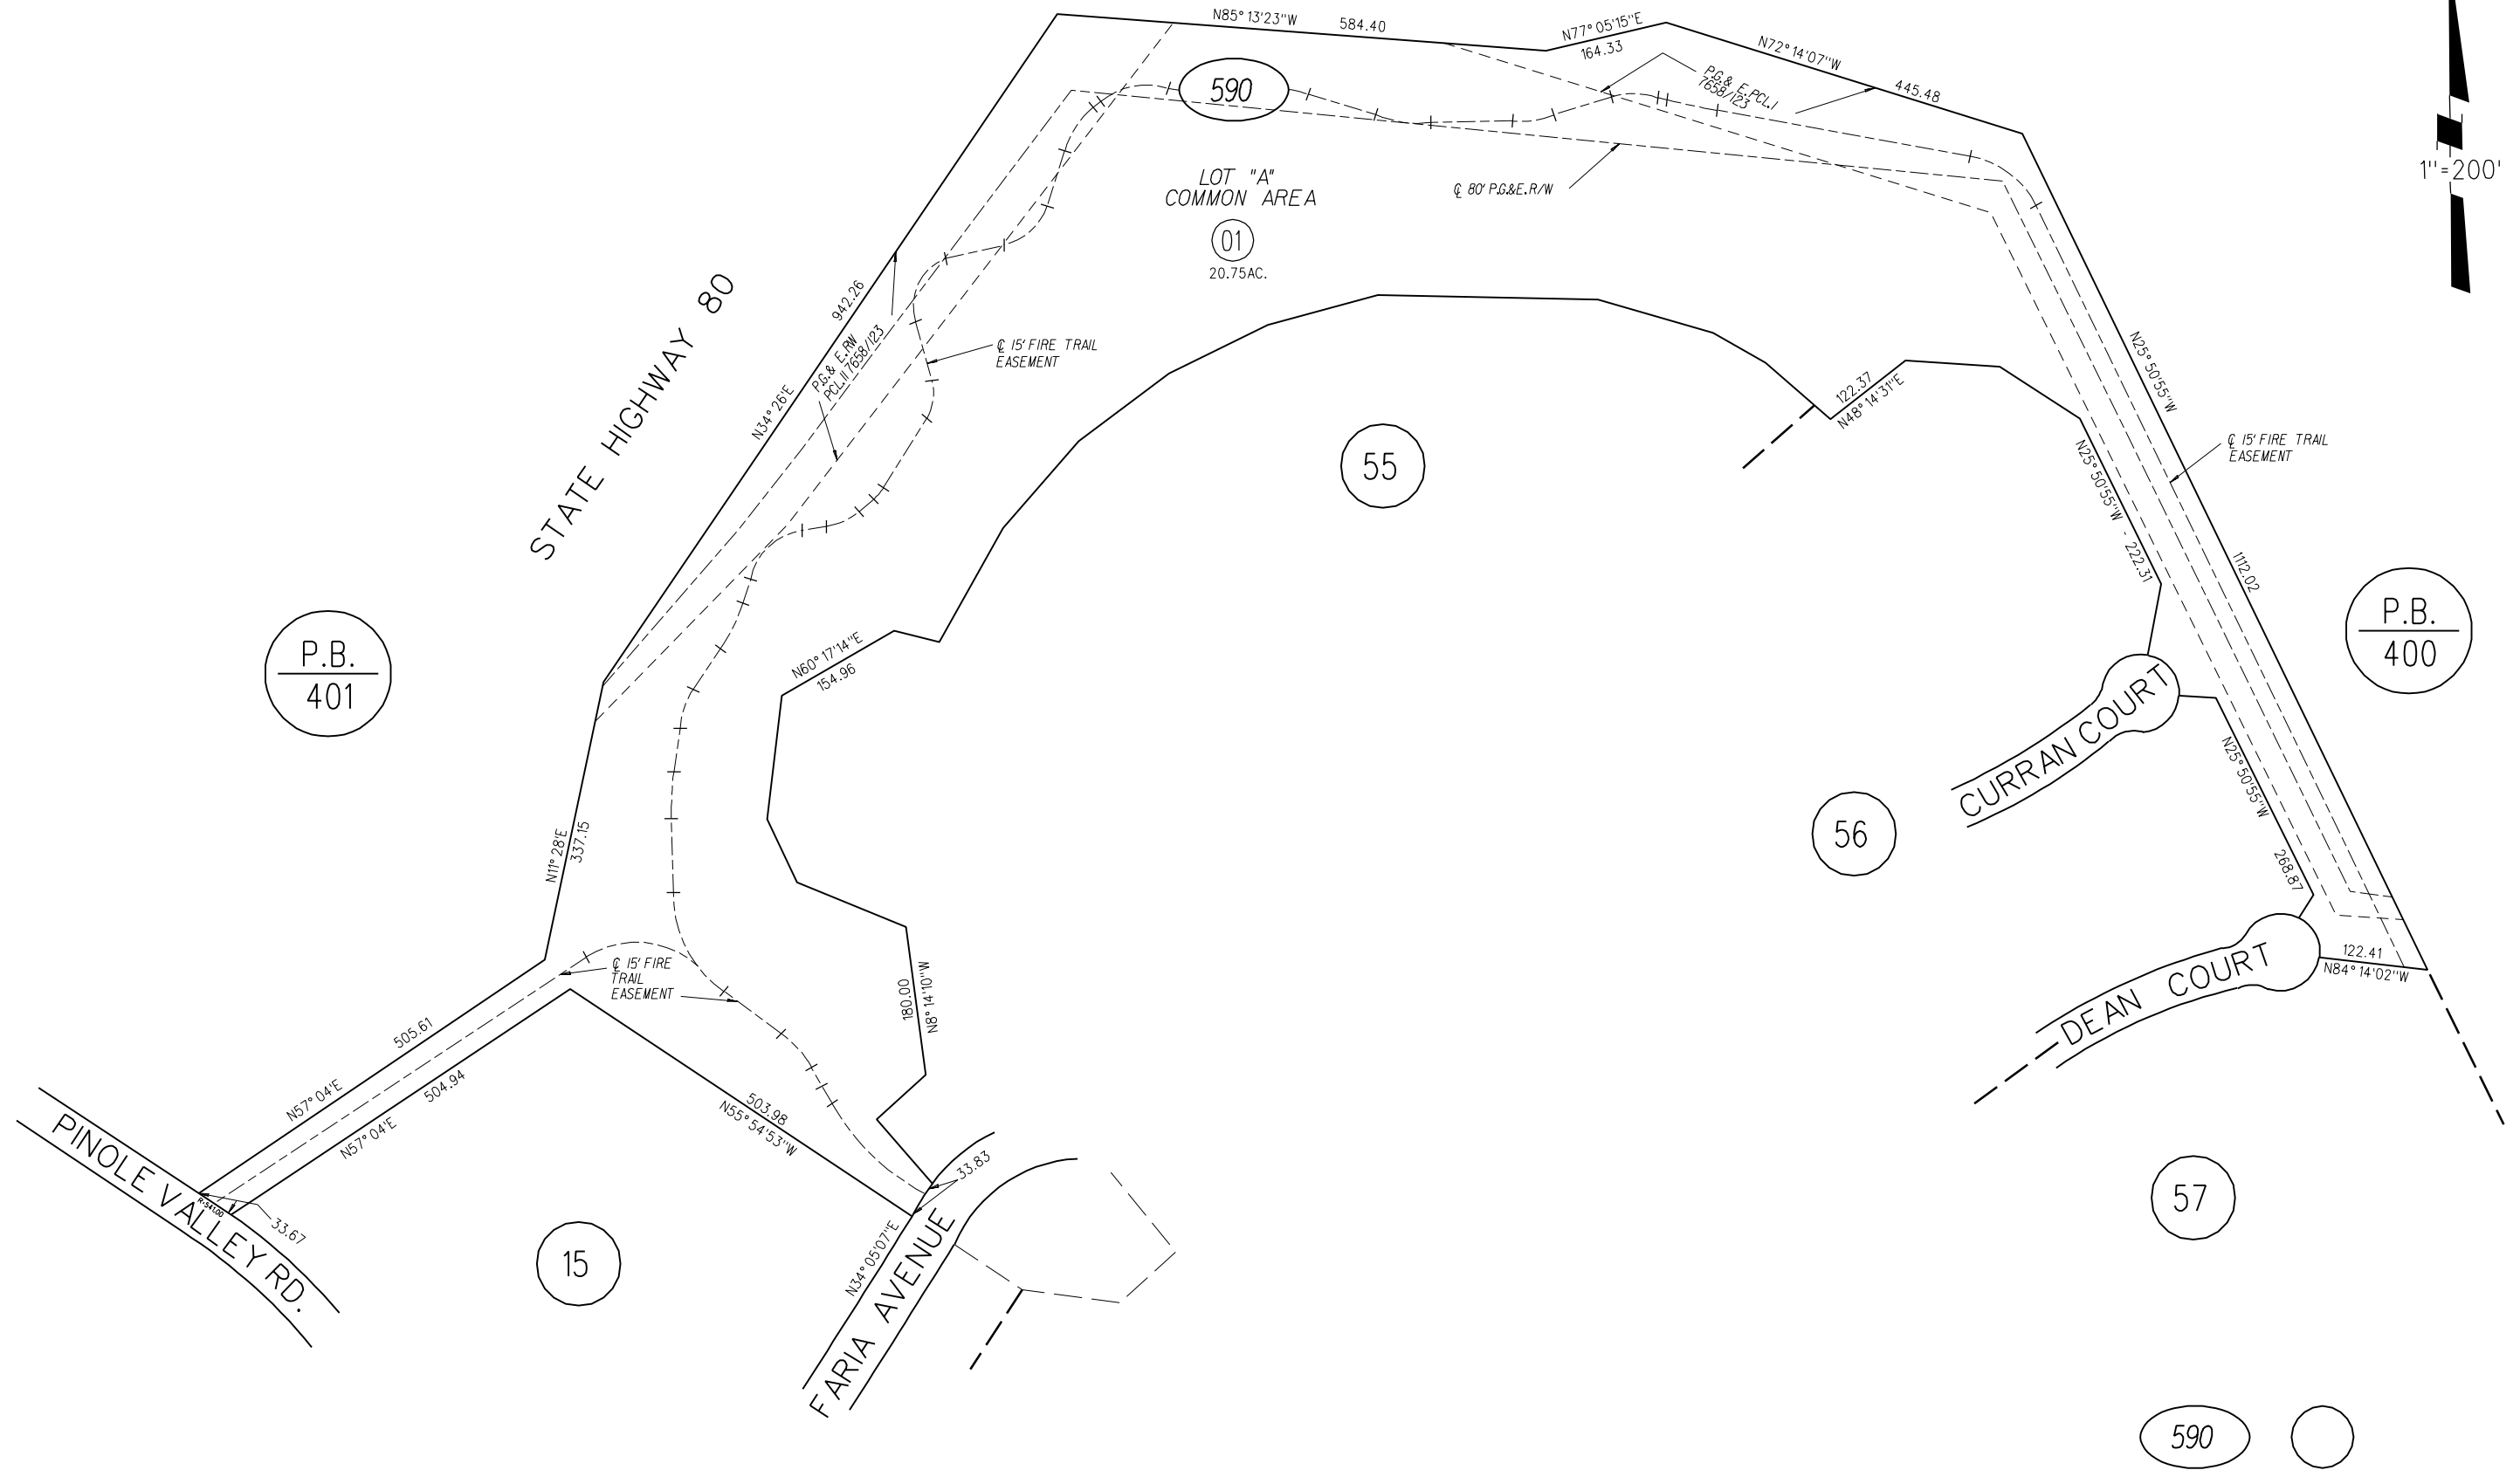 N85°13'23"W 584.40
N77°05'15"E
164.33
N72°14'07"W 445.48
P.G.& E.PCL.I
7658/123
590
1"=200'
LOT "A"
COMMON AREA
01
20.75AC.
℄ 80' P.G.&E.R/W
STATE HIGHWAY 80
N34°26'E 942.26
P.G.& E.RW
PCL.II 7658/123
℄ 15' FIRE TRAIL
EASEMENT
122.37
N48°14'31"E
N25°50'55"W 1112.02
℄ 15' FIRE TRAIL
EASEMENT
55
N25°50'55"W - 222.31
P.B.
401
P.B.
400
N60°17'14"E
154.96
CURRAN COURT
56
N25°50'55"W 268.87
N11°28'E
337.15
122.41
N84°14'02"W
DEAN COURT
℄ 15' FIRE
TRAIL
EASEMENT
180.00
N8°14'10"W
N57°04'E 505.61
N57°04'E 504.94
503.98
N55°54'53"W
33.83
PINOLE VALLEY RD.
R=541.00
33.67
15
N34°05'07"E
FARIA AVENUE
57
590